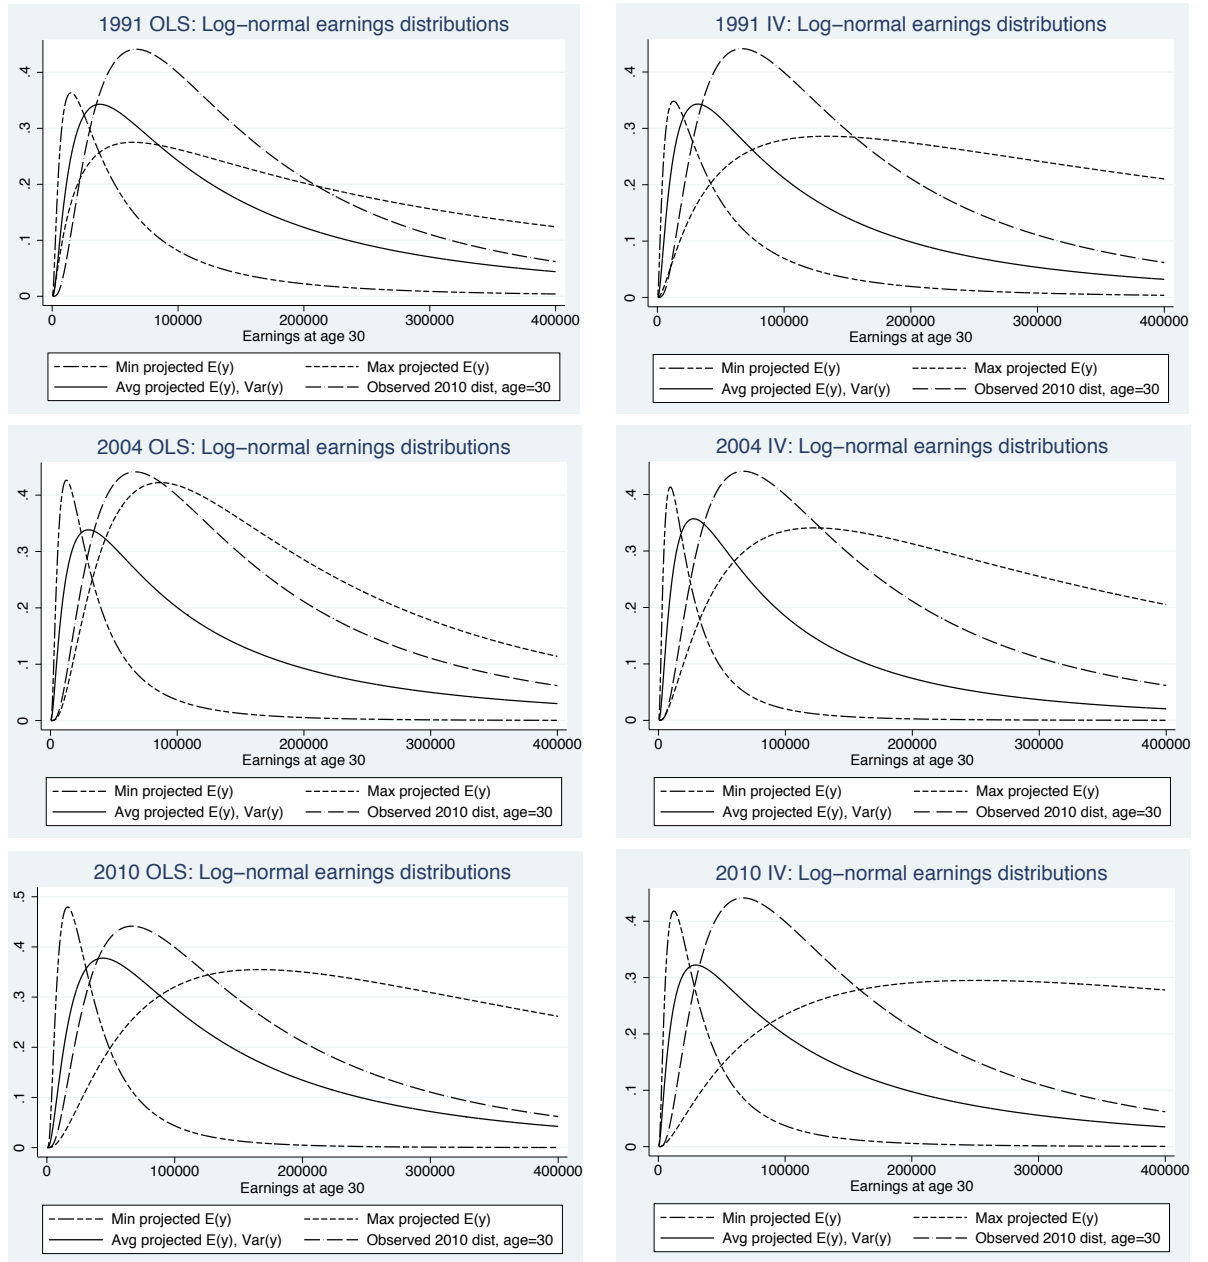 1991 OLS: Log−normal earnings distributions
.4
.3
.2
.1
0
0 100000 200000 300000 400000
Earnings at age 30
Min projected E(y) Max projected E(y)
Avg projected E(y), Var(y) Observed 2010 dist, age=30
1991 IV: Log−normal earnings distributions
.4
.3
.2
.1
0
0 100000 200000 300000 400000
Earnings at age 30
Min projected E(y) Max projected E(y)
Avg projected E(y), Var(y) Observed 2010 dist, age=30
2004 OLS: Log−normal earnings distributions
.4
.3
.2
.1
0
0 100000 200000 300000 400000
Earnings at age 30
Min projected E(y) Max projected E(y)
Avg projected E(y), Var(y) Observed 2010 dist, age=30
2004 IV: Log−normal earnings distributions
.4
.3
.2
.1
0
0 100000 200000 300000 400000
Earnings at age 30
Min projected E(y) Max projected E(y)
Avg projected E(y), Var(y) Observed 2010 dist, age=30
2010 OLS: Log−normal earnings distributions
.5
.4
.3
.2
.1
0
0 100000 200000 300000 400000
Earnings at age 30
Min projected E(y) Max projected E(y)
Avg projected E(y), Var(y) Observed 2010 dist, age=30
2010 IV: Log−normal earnings distributions
.4
.3
.2
.1
0
0 100000 200000 300000 400000
Earnings at age 30
Min projected E(y) Max projected E(y)
Avg projected E(y), Var(y) Observed 2010 dist, age=30